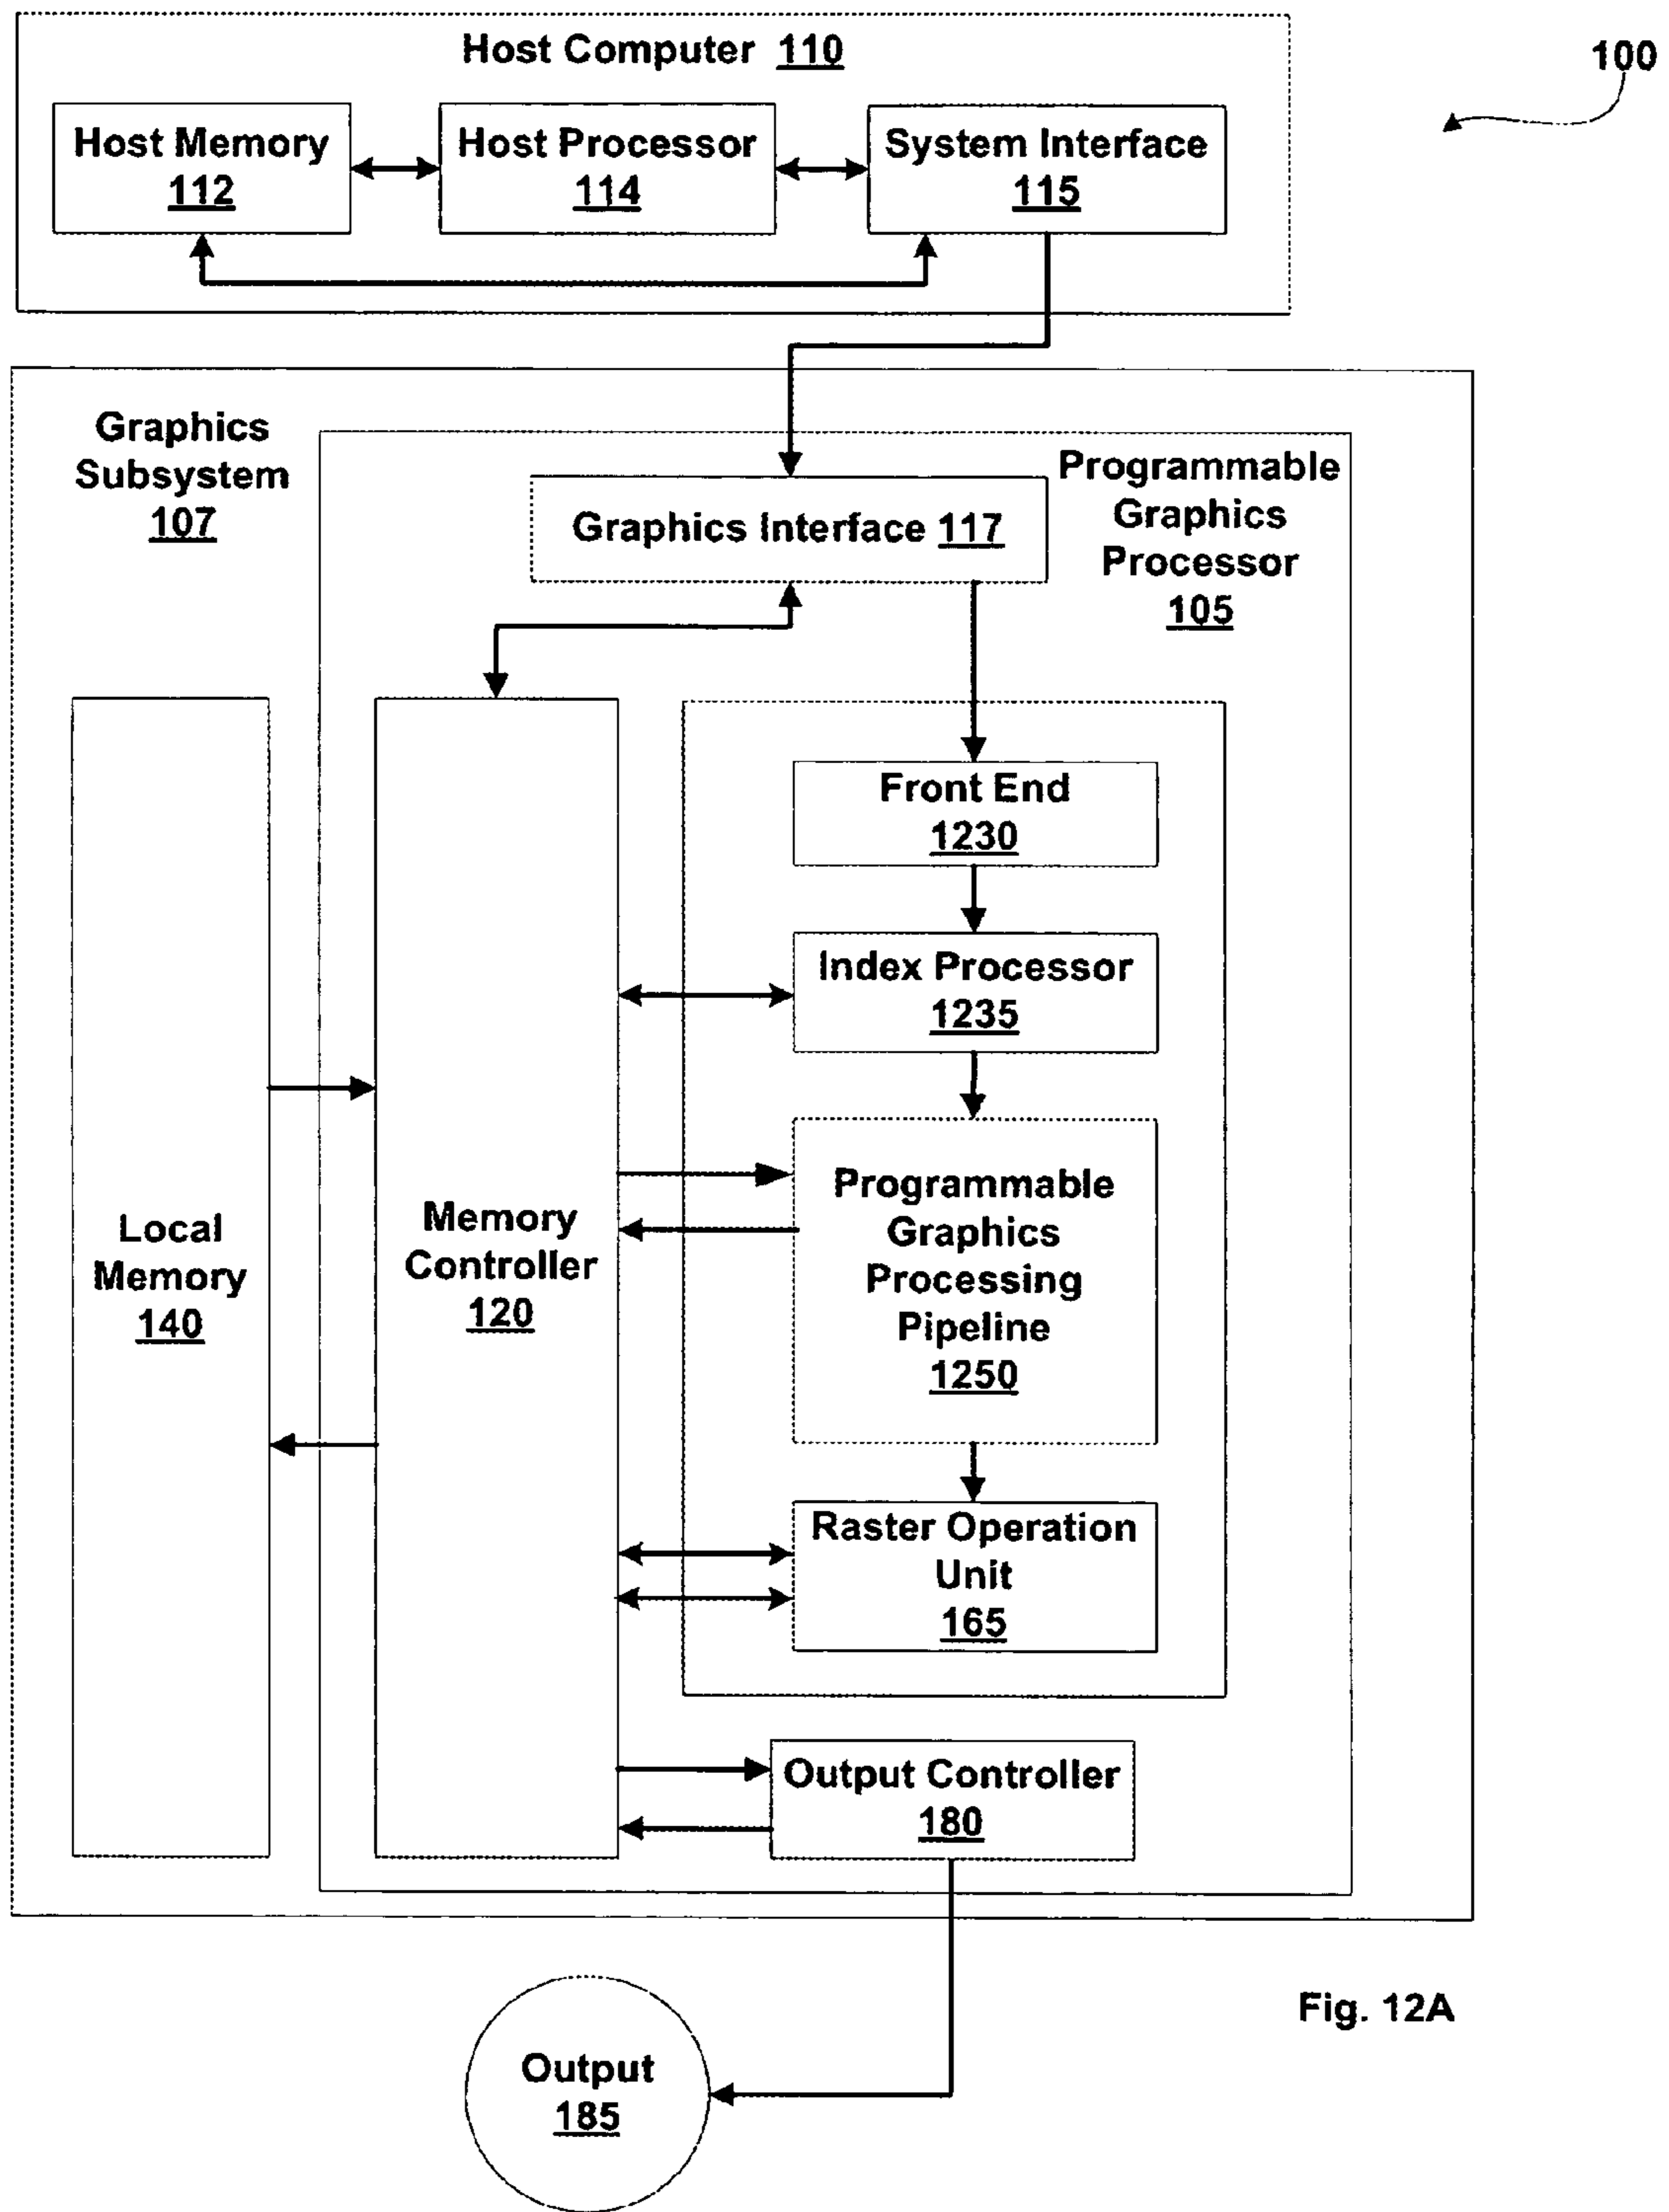 Host Computer 110
100
Host Memory
112
Host Processor
114
System Interface
115
Graphics
Subsystem
107
Programmable
Graphics
Processor
105
Graphics Interface 117
Front End
1230
Index Processor
1235
Programmable
Graphics
Processing
Pipeline
1250
Local
Memory
140
Memory
Controller
120
Raster Operation
Unit
165
Output Controller
180
Output
185
Fig. 12A